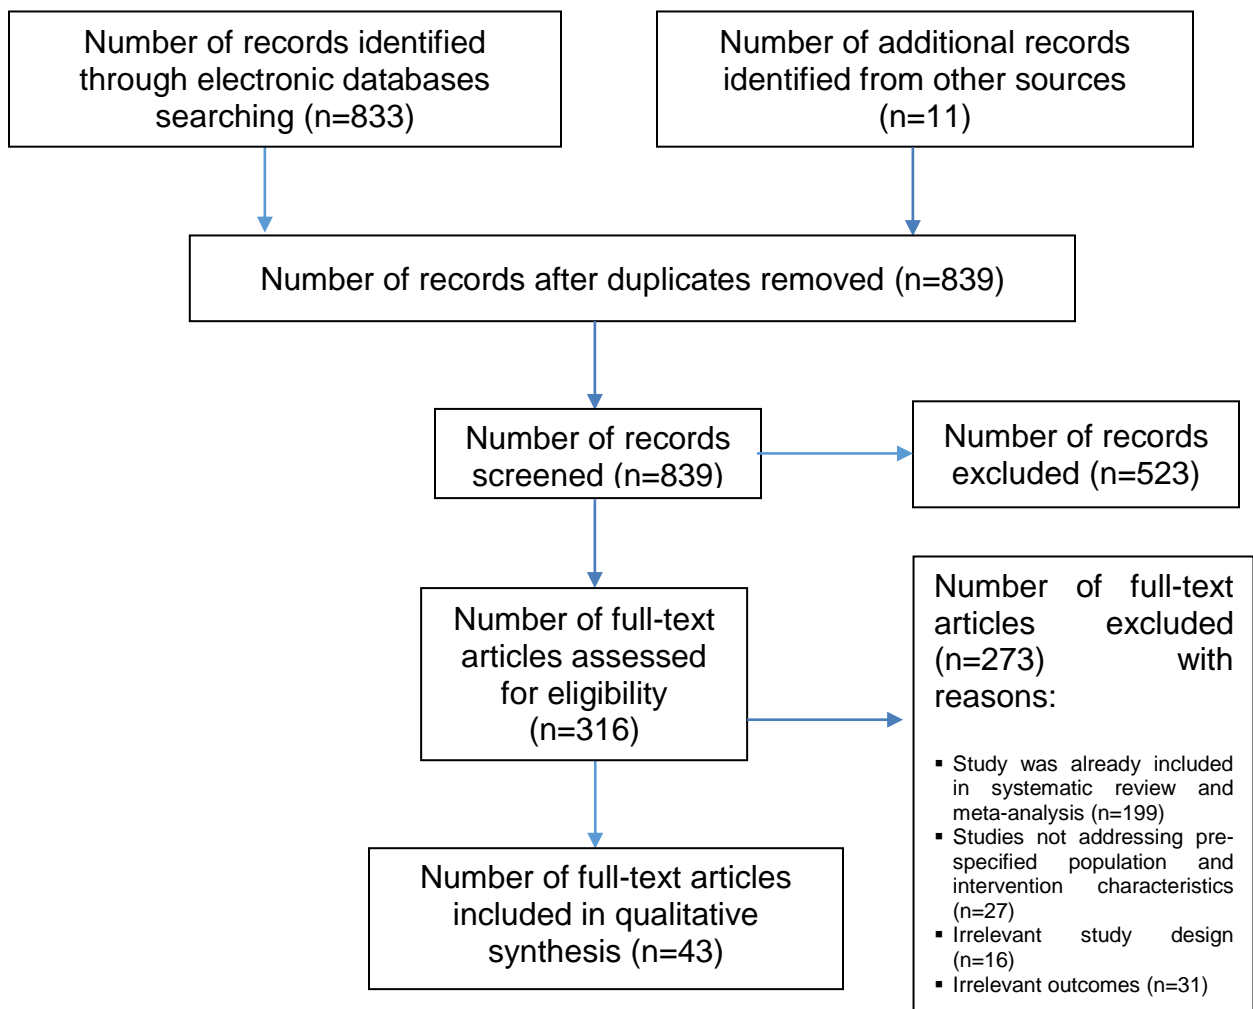 Number of records identified
through electronic databases
searching (n=833)
Number of additional records
identified from other sources
(n=11)
Number of records after duplicates removed (n=839)
Number of records
screened (n=839)
Number of records
excluded (n=523)
Number of full-text
articles assessed
for eligibility
(n=316)
Number of full-text
articles excluded
(n=273) with
reasons:
▪ Study was already included
in systematic review and
meta-analysis (n=199)
▪ Studies not addressing pre-
specified population and
intervention characteristics
(n=27)
▪ Irrelevant study design
(n=16)
▪ Irrelevant outcomes (n=31)
Number of full-text articles
included in qualitative
synthesis (n=43)